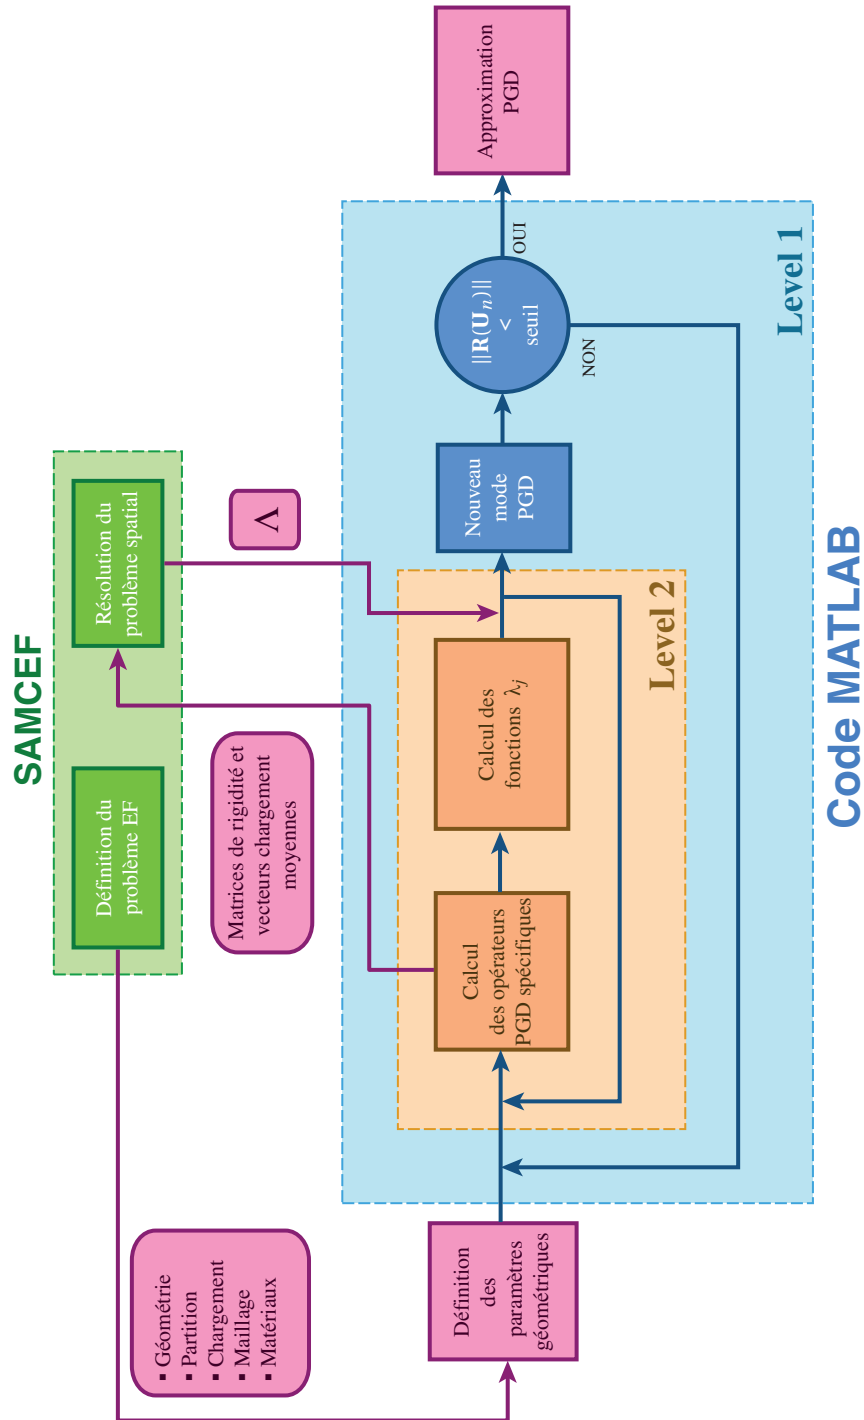 SAMCEF
Définition du
problème EF
Résolution du
problème spatial
▪ Géométrie
▪ Partition
▪ Chargement
▪ Maillage
▪ Matériaux
Matrices de rigidité et
vecteurs chargement
moyennes
Λ
Définition
des
paramètres
géométriques
Calcul
des opérateurs
PGD spécifiques
Calcul des
fonctions λj
Level 2
Nouveau
mode
PGD
||R(Un)||
<
seuil
OUI
NON
Level 1
Approximation
PGD
Code MATLAB